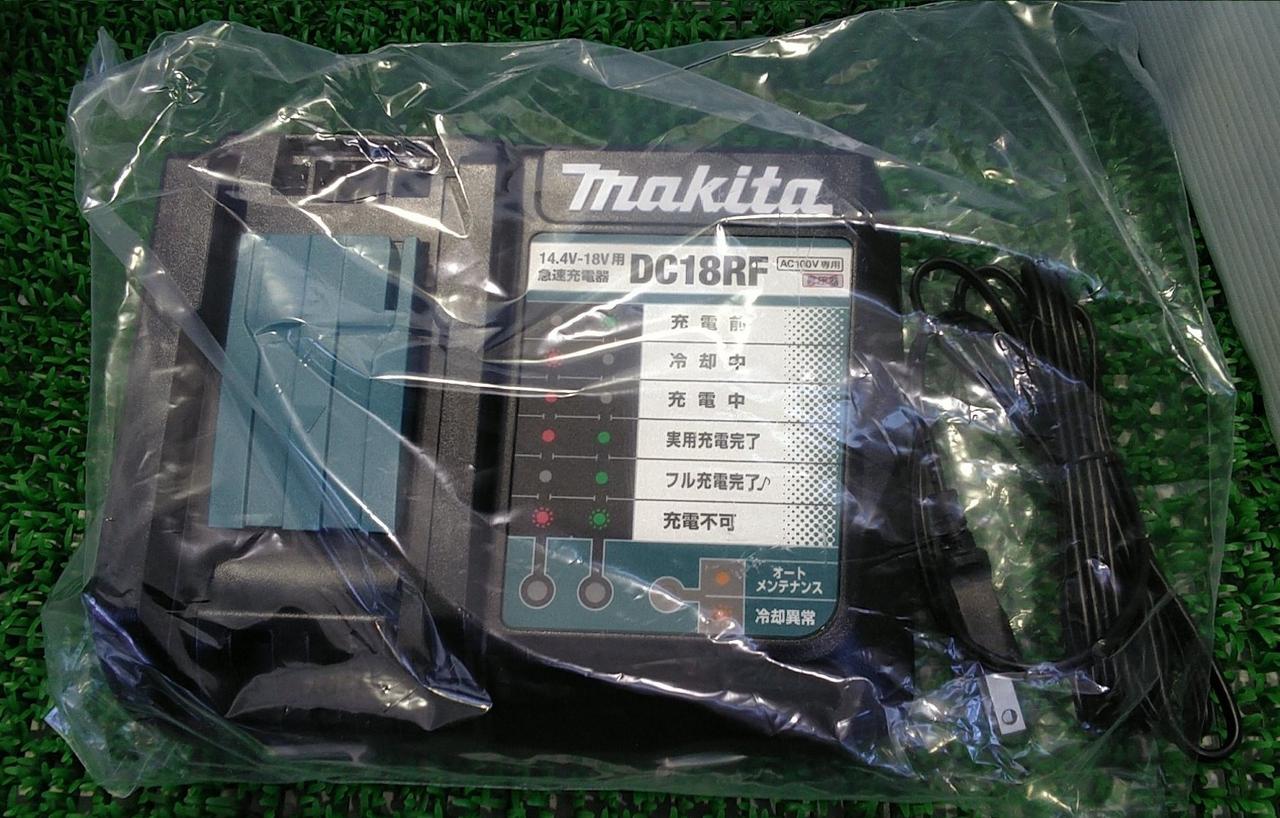 makita
14.4V-18V用
急速充電器
DC18RF
AC100V専用
充電前
冷却中
充電中
実用充電完了
フル充電完了♪
充電不可
オート
メンテナンス
冷却異常